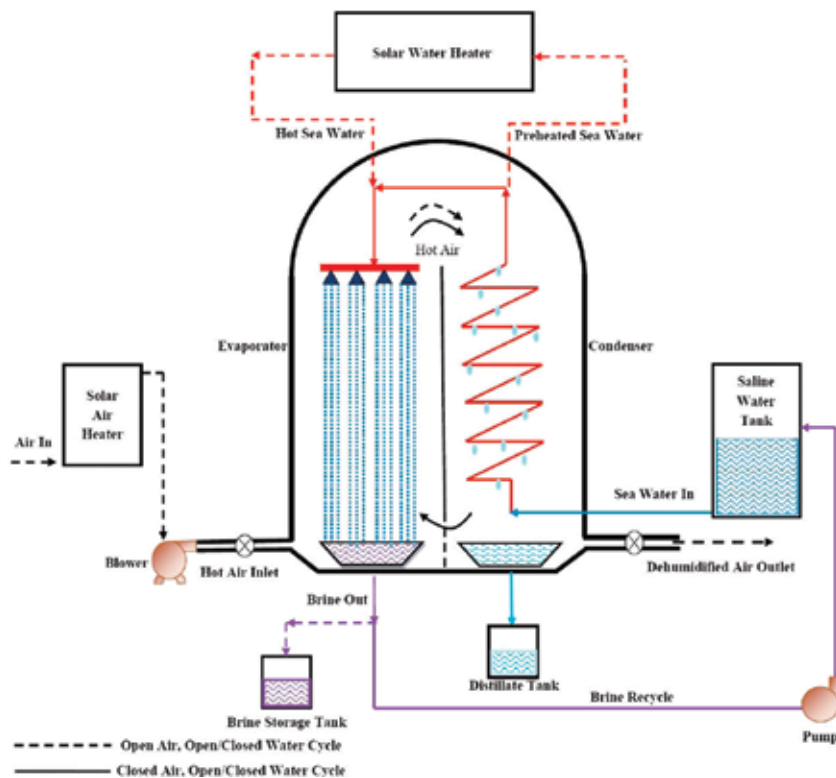 Solar Water Heater
Hot Sea Water
Preheated Sea Water
Hot Air
Evaporator
Condenser
Solar
Air
Heater
Air In
Saline
Water
Tank
Sea Water In
Blower
Hot Air Inlet
Dehumidified Air Outlet
Brine Out
Distillate Tank
Brine Recycle
Brine Storage Tank
Pump
Open Air, Open/Closed Water Cycle
Closed Air, Open/Closed Water Cycle